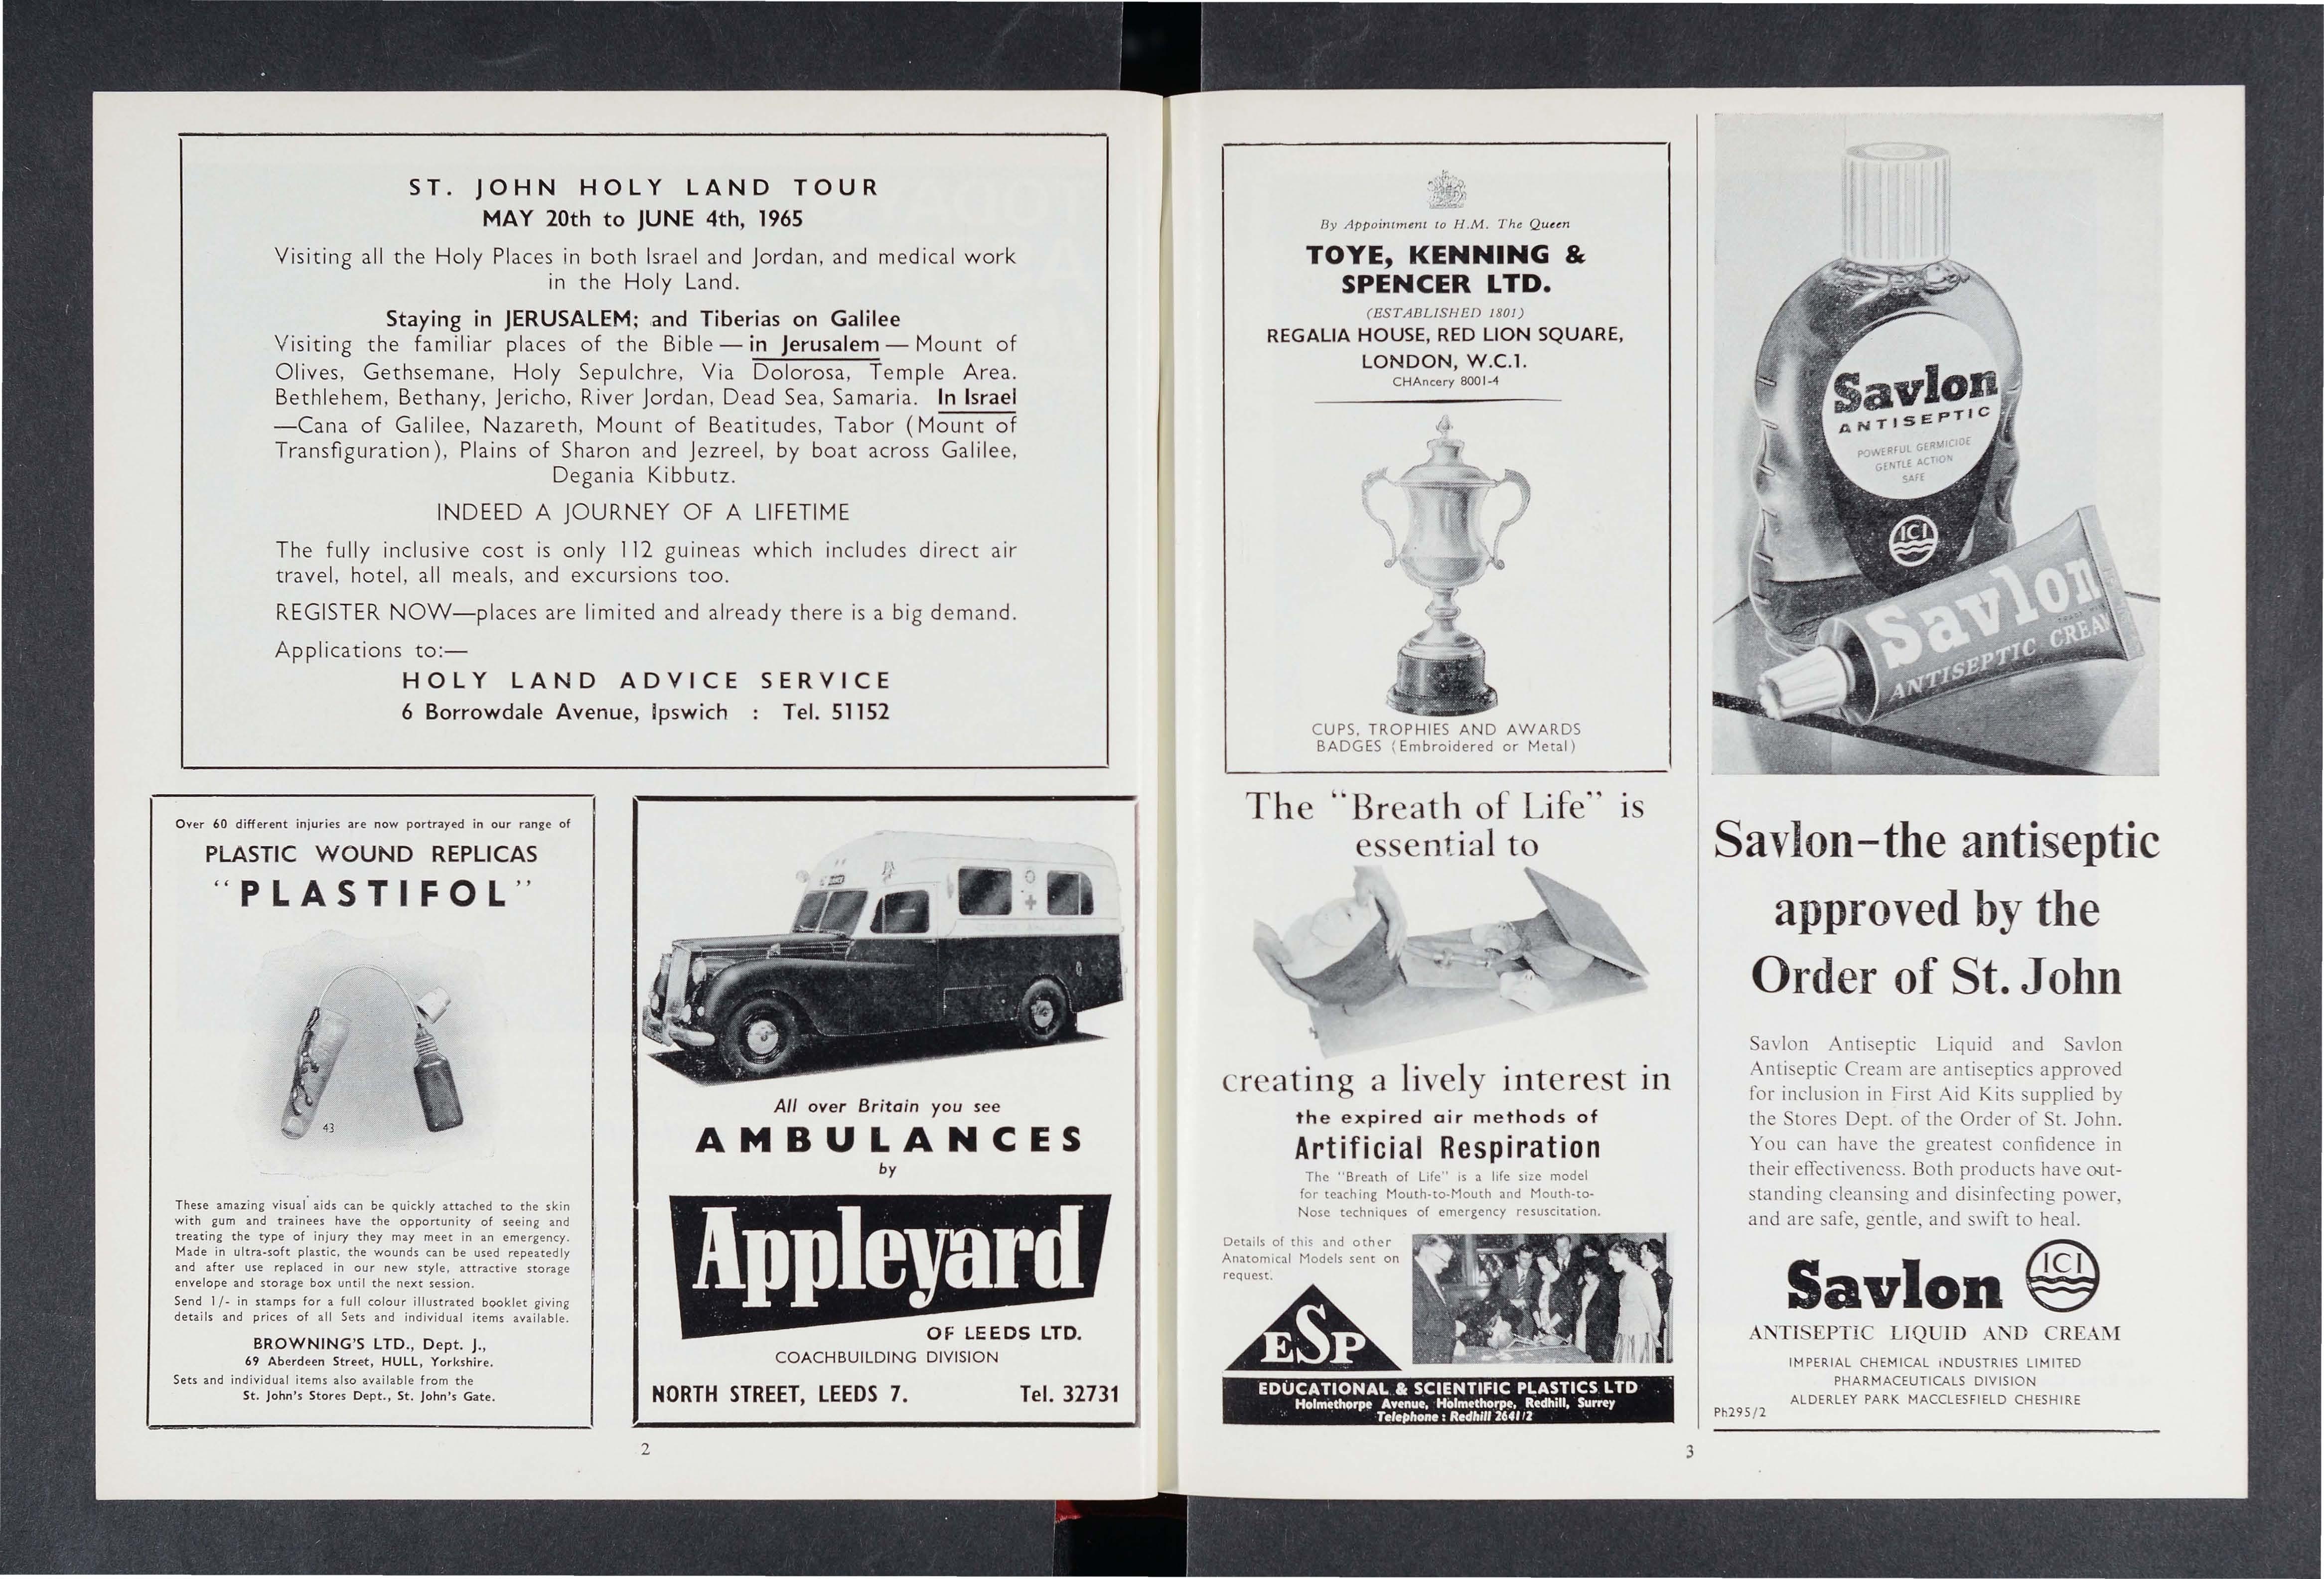 ST. JOHN HOLY LAND TOUR
MAY 20th to JUNE 4th, 1965
Visiting all the Holy Places in both Israel and Jordan, and medical work
in the Holy Land.
Staying in JERUSALEM; and Tiberias on Galilee
Visiting the familiar places of the Bible — in Jerusalem — Mount of
Olives, Gethsemane, Holy Sepulchre, Via Dolorosa, Temple Area.
Bethlehem, Bethany, Jericho, River Jordan, Dead Sea, Samaria. In Israel
—Cana of Galilee, Nazareth, Mount of Beatitudes, Tabor (Mount of
Transfiguration), Plains of Sharon and Jezreel, by boat across Galilee,
Degania Kibbutz.
INDEED A JOURNEY OF A LIFETIME
The fully inclusive cost is only 112 guineas which includes direct air
travel, hotel, all meals, and excursions too.
REGISTER NOW—places are limited and already there is a big demand.
Applications to:—
HOLY LAND ADVICE SERVICE
6 Borrowdale Avenue, Ipswich : Tel. 51152
Over 60 different injuries are now portrayed in our range of
PLASTIC WOUND REPLICAS
"PLASTIFOL"
43
These amazing visual aids can be quickly attached to the skin
with gum and trainees have the opportunity of seeing and
treating the type of injury they may meet in an emergency.
Made in ultra-soft plastic, the wounds can be used repeatedly
and after use replaced in our new style, attractive storage
envelope and storage box until the next session.
Send 1/- in stamps for a full colour illustrated booklet giving
details and prices of all Sets and individual items available.
BROWNING'S LTD., Dept. J.,
69 Aberdeen Street, HULL, Yorkshire.
Sets and individual items also available from the
St. John's Stores Dept., St. John's Gate.
All over Britain you see
AMBULANCES
by
Appleyard
OF LEEDS LTD.
COACHBUILDING DIVISION
NORTH STREET, LEEDS 7. Tel. 32731
2
By Appointment to H.M. The Queen
TOYE, KENNING &
SPENCER LTD.
(ESTABLISHED 1801)
REGALIA HOUSE, RED LION SQUARE,
LONDON, W.C.1.
CHAncery 8001-4
CUPS, TROPHIES AND AWARDS
BADGES (Embroidered or Metal)
The "Breath of Life" is
essential to
creating a lively interest in
the expired air methods of
Artificial Respiration
The "Breath of Life" is a life size model
for teaching Mouth-to-Mouth and Mouth-to-
Nose techniques of emergency resuscitation.
Details of this and other
Anatomical Models sent on
request.
ESP
EDUCATIONAL & SCIENTIFIC PLASTICS LTD
Holmethorpe Avenue, Holmethorpe, Redhill, Surrey
Telephone : Redhill 2641/2
Savlon
ANTISEPTIC
POWERFUL GERMICIDE
GENTLE ACTION
SAFE
ICI
Savlon
ANTISEPTIC CREAM
Savlon–the antiseptic
approved by the
Order of St. John
Savlon Antiseptic Liquid and Savlon
Antiseptic Cream are antiseptics approved
for inclusion in First Aid Kits supplied by
the Stores Dept. of the Order of St. John.
You can have the greatest confidence in
their effectiveness. Both products have out-
standing cleansing and disinfecting power,
and are safe, gentle, and swift to heal.
Savlon ICI
ANTISEPTIC LIQUID AND CREAM
IMPERIAL CHEMICAL INDUSTRIES LIMITED
PHARMACEUTICALS DIVISION
ALDERLEY PARK MACCLESFIELD CHESHIRE
Ph295/2
3